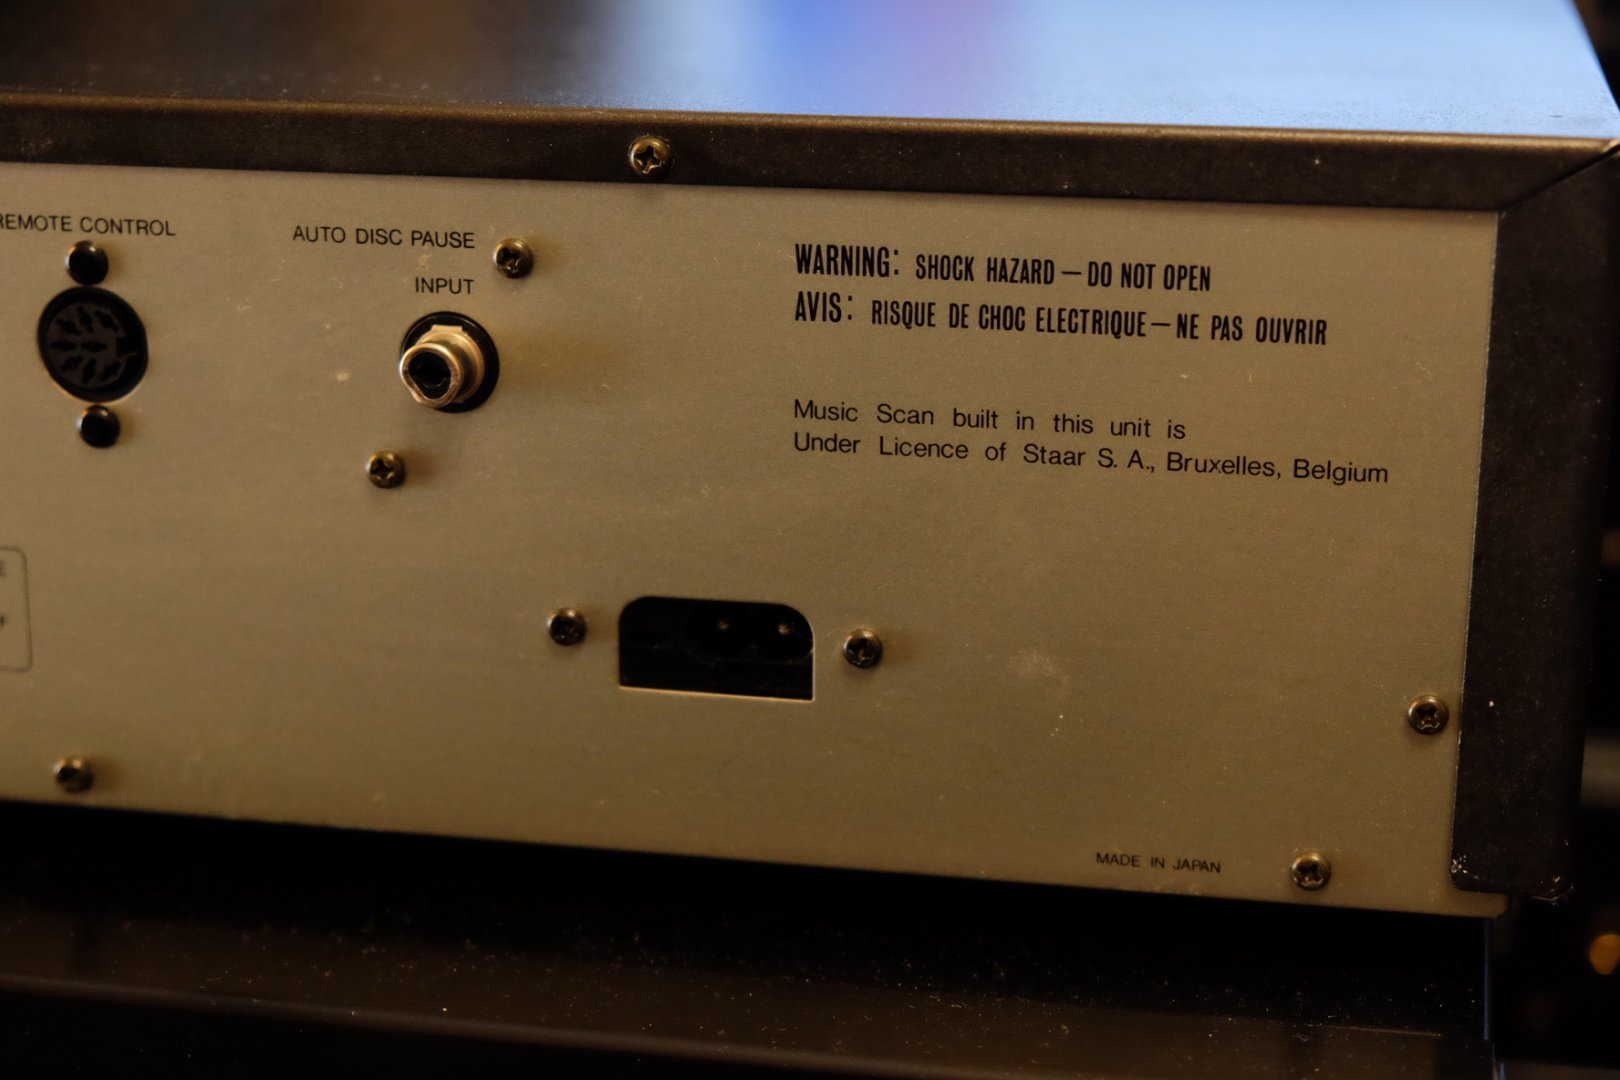 REMOTE CONTROL
AUTO DISC PAUSE
INPUT
WARNING: SHOCK HAZARD — DO NOT OPEN
AVIS: RISQUE DE CHOC ELECTRIQUE — NE PAS OUVRIR
Music Scan built in this unit is
Under Licence of Staar S. A., Bruxelles, Belgium
MADE IN JAPAN